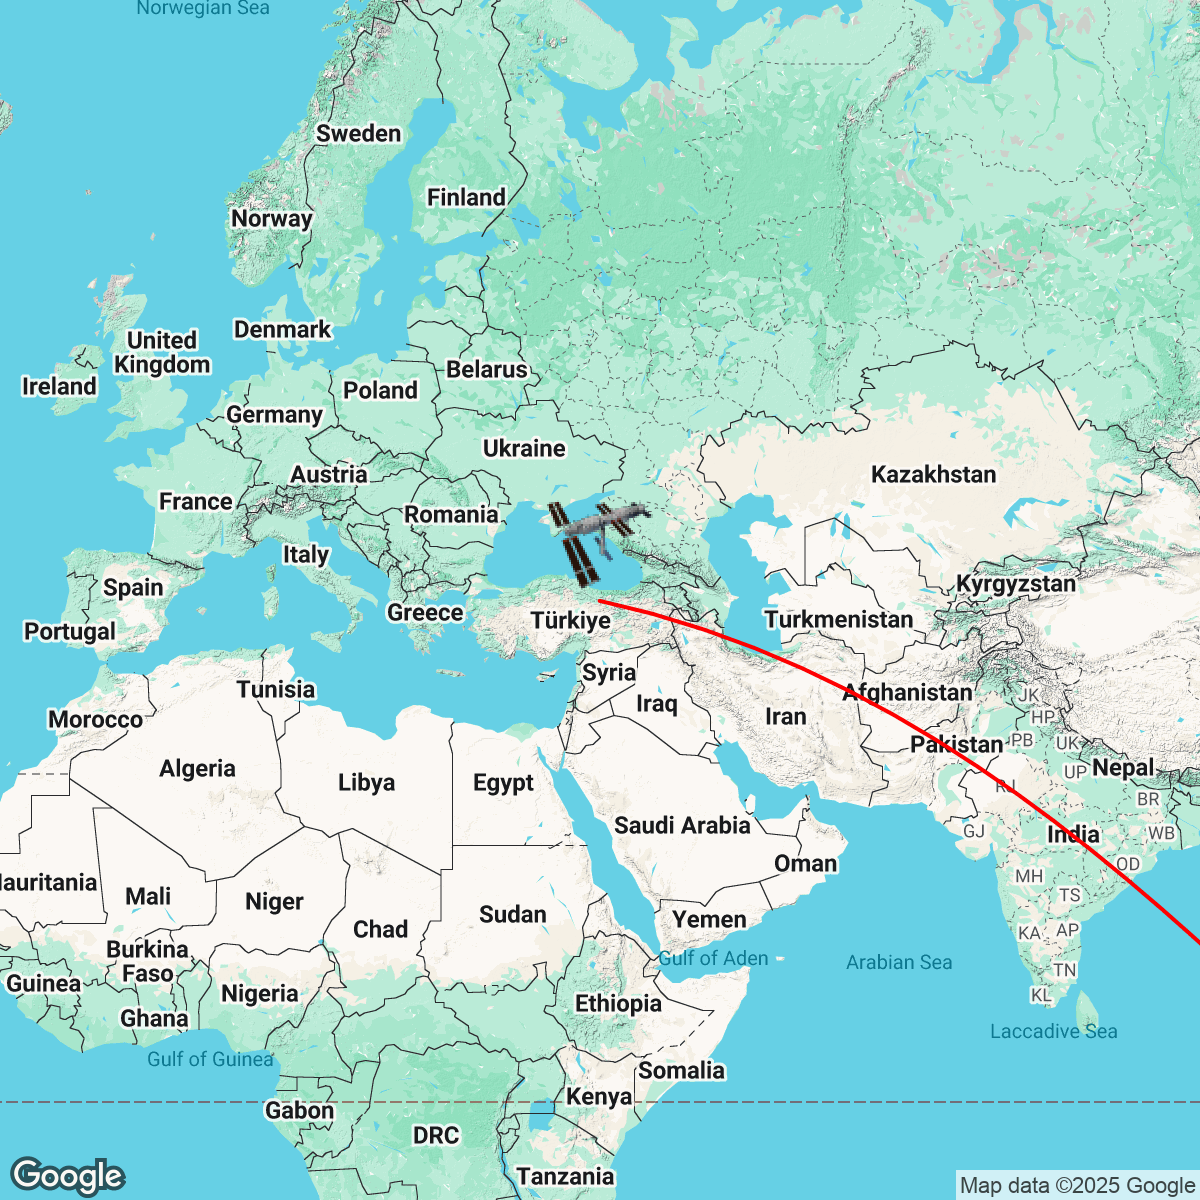 Norwegian Sea
Sweden
Finland
Norway
Denmark
United
Kingdom
Ireland
Belarus
Poland
Germany
Ukraine
Austria
Kazakhstan
France
Romania
Italy
Spain
Kyrgyzstan
Greece
Türkiye
Turkmenistan
Portugal
Syria
Tunisia
Afghanistan
JK
Iraq
Morocco
Iran
HP
Pakistan
PB
UK
Algeria
Libya
Egypt
UP
Nepal
RJ
BR
Saudi Arabia
GJ
India
WB
Oman
OD
auritania
Mali
Niger
MH
TS
Chad
Sudan
Yemen
KA
AP
Burkina
Faso
Gulf of Aden
Arabian Sea
TN
Guinea
Nigeria
Ethiopia
KL
Ghana
Laccadive Sea
Gulf of Guinea
Somalia
Kenya
Gabon
DRC
Tanzania
Google
Map data ©2025 Google